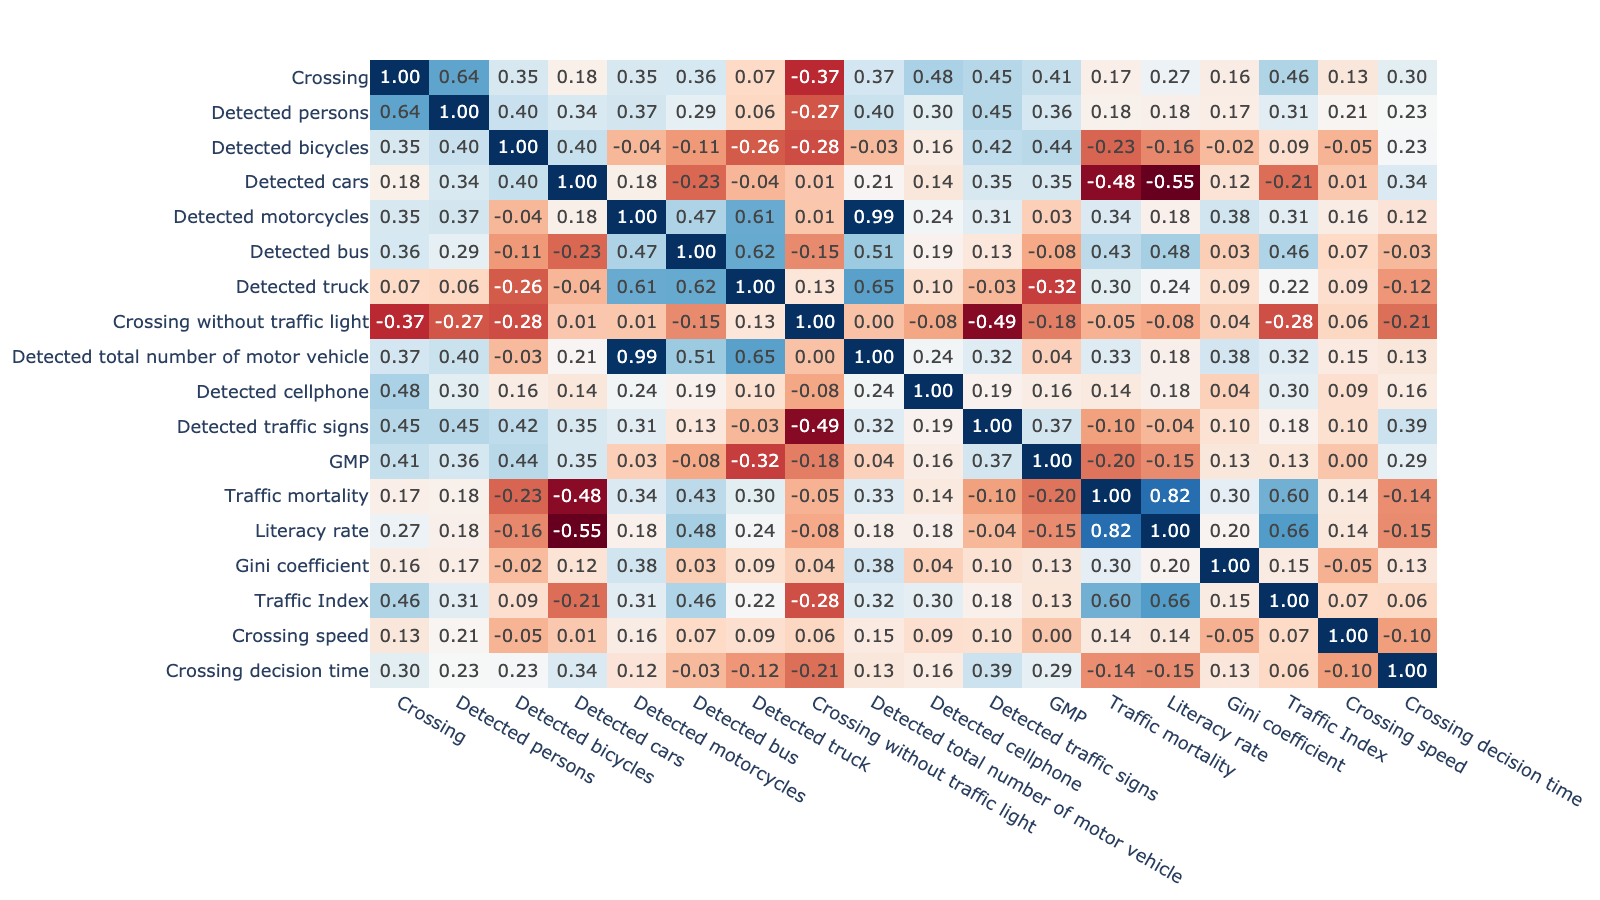 Crossing 1.00 0.64 0.35 0.18 0.35 0.36 0.07 -0.37 0.37 0.48 0.45 0.41 0.17 0.27 0.16 0.46 0.13 0.30
Detected persons 0.64 1.00 0.40 0.34 0.37 0.29 0.06 -0.27 0.40 0.30 0.45 0.36 0.18 0.18 0.17 0.31 0.21 0.23
Detected bicycles 0.35 0.40 1.00 0.40 -0.04 -0.11 -0.26 -0.28 -0.03 0.16 0.42 0.44 -0.23 -0.16 -0.02 0.09 -0.05 0.23
Detected cars 0.18 0.34 0.40 1.00 0.18 -0.23 -0.04 0.01 0.21 0.14 0.35 0.35 -0.48 -0.55 0.12 -0.21 0.01 0.34
Detected motorcycles 0.35 0.37 -0.04 0.18 1.00 0.47 0.61 0.01 0.99 0.24 0.31 0.03 0.34 0.18 0.38 0.31 0.16 0.12
Detected bus 0.36 0.29 -0.11 -0.23 0.47 1.00 0.62 -0.15 0.51 0.19 0.13 -0.08 0.43 0.48 0.03 0.46 0.07 -0.03
Detected truck 0.07 0.06 -0.26 -0.04 0.61 0.62 1.00 0.13 0.65 0.10 -0.03 -0.32 0.30 0.24 0.09 0.22 0.09 -0.12
Crossing without traffic light -0.37 -0.27 -0.28 0.01 0.01 -0.15 0.13 1.00 0.00 -0.08 -0.49 -0.18 -0.05 -0.08 0.04 -0.28 0.06 -0.21
Detected total number of motor vehicle 0.37 0.40 -0.03 0.21 0.99 0.51 0.65 0.00 1.00 0.24 0.32 0.04 0.33 0.18 0.38 0.32 0.15 0.13
Detected cellphone 0.48 0.30 0.16 0.14 0.24 0.19 0.10 -0.08 0.24 1.00 0.19 0.16 0.14 0.18 0.04 0.30 0.09 0.16
Detected traffic signs 0.45 0.45 0.42 0.35 0.31 0.13 -0.03 -0.49 0.32 0.19 1.00 0.37 -0.10 -0.04 0.10 0.18 0.10 0.39
GMP 0.41 0.36 0.44 0.35 0.03 -0.08 -0.32 -0.18 0.04 0.16 0.37 1.00 -0.20 -0.15 0.13 0.13 0.00 0.29
Traffic mortality 0.17 0.18 -0.23 -0.48 0.34 0.43 0.30 -0.05 0.33 0.14 -0.10 -0.20 1.00 0.82 0.30 0.60 0.14 -0.14
Literacy rate 0.27 0.18 -0.16 -0.55 0.18 0.48 0.24 -0.08 0.18 0.18 -0.04 -0.15 0.82 1.00 0.20 0.66 0.14 -0.15
Gini coefficient 0.16 0.17 -0.02 0.12 0.38 0.03 0.09 0.04 0.38 0.04 0.10 0.13 0.30 0.20 1.00 0.15 -0.05 0.13
Traffic Index 0.46 0.31 0.09 -0.21 0.31 0.46 0.22 -0.28 0.32 0.30 0.18 0.13 0.60 0.66 0.15 1.00 0.07 0.06
Crossing speed 0.13 0.21 -0.05 0.01 0.16 0.07 0.09 0.06 0.15 0.09 0.10 0.00 0.14 0.14 -0.05 0.07 1.00 -0.10
Crossing decision time 0.30 0.23 0.23 0.34 0.12 -0.03 -0.12 -0.21 0.13 0.16 0.39 0.29 -0.14 -0.15 0.13 0.06 -0.10 1.00
Crossing
Detected persons
Detected bicycles
Detected cars
Detected motorcycles
Detected bus
Detected truck
Crossing without traffic light
Detected total number of motor vehicle
Detected cellphone
Detected traffic signs
GMP
Traffic mortality
Literacy rate
Gini coefficient
Traffic Index
Crossing speed
Crossing decision time